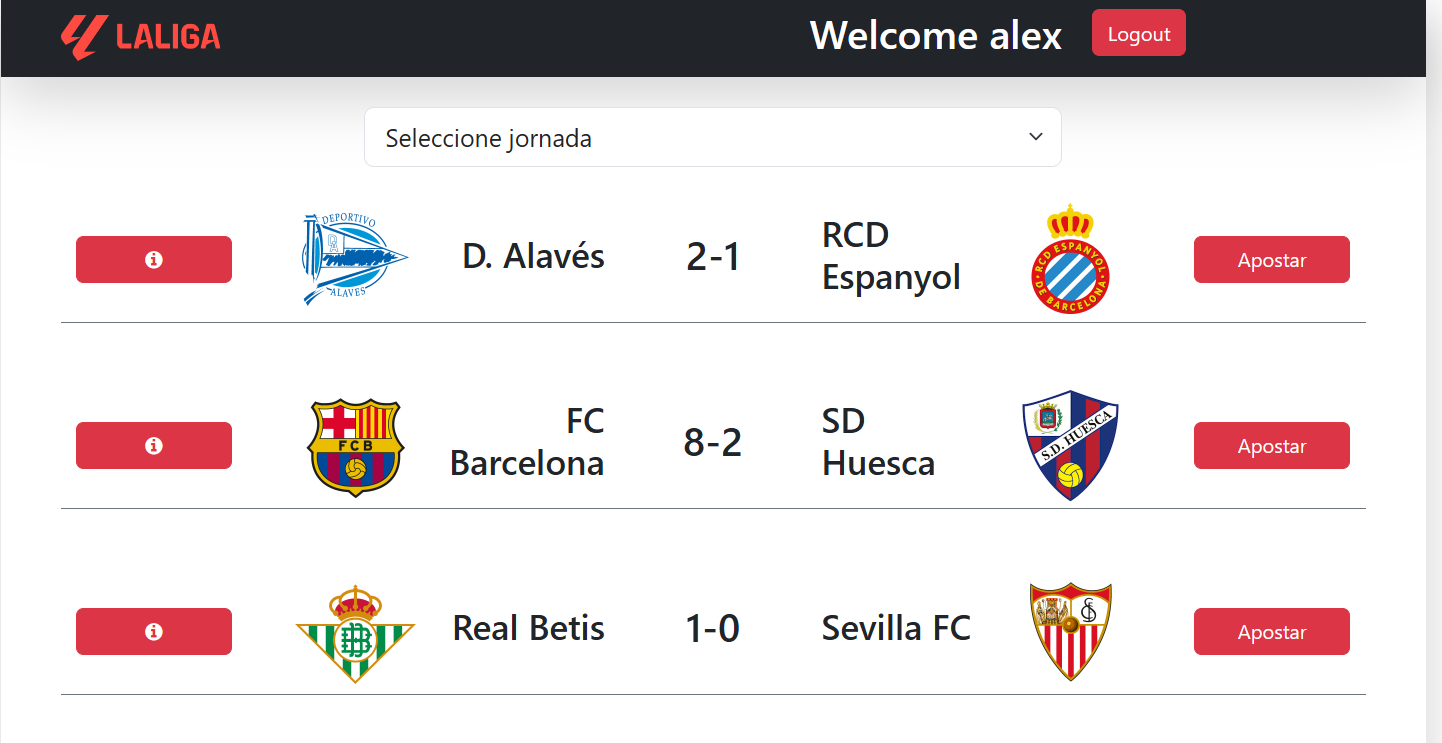 LALIGA
Welcome alex
Logout
Seleccione jornada
DEPORTIVO
ALAVES
D. Alavés
2-1
RCD
Espanyol
RCD ESPANYOL
DE BARCELONA
Apostar
FCB
FC
Barcelona
8-2
SD
Huesca
S.D. HUESCA
Apostar
Real Betis
1-0
Sevilla FC
Apostar